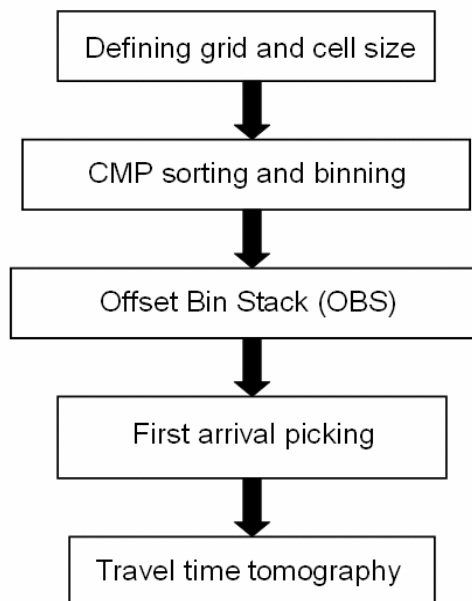 Defining grid and cell size
CMP sorting and binning
Offset Bin Stack (OBS)
First arrival picking
Travel time tomography